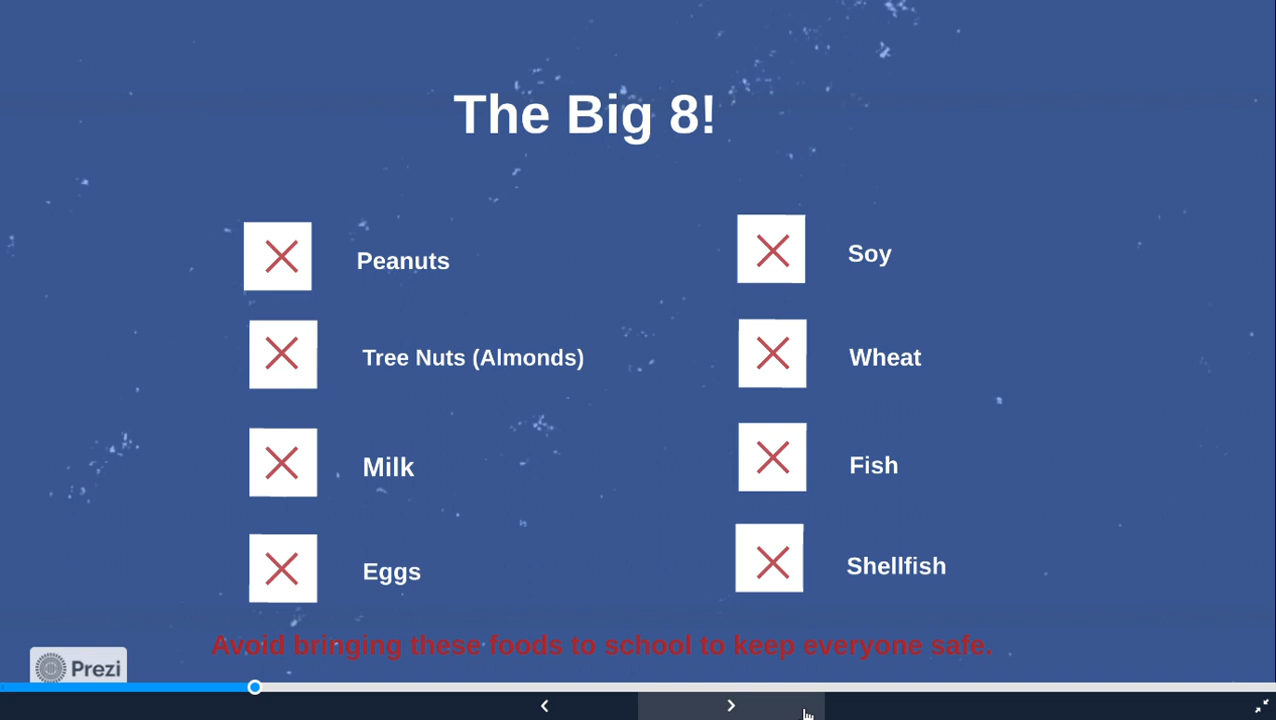 The Big 8!
Peanuts
Tree Nuts (Almonds)
Milk
Eggs
Soy
Wheat
Fish
Shellfish
Avoid bringing these foods to school to keep everyone safe.
Prezi